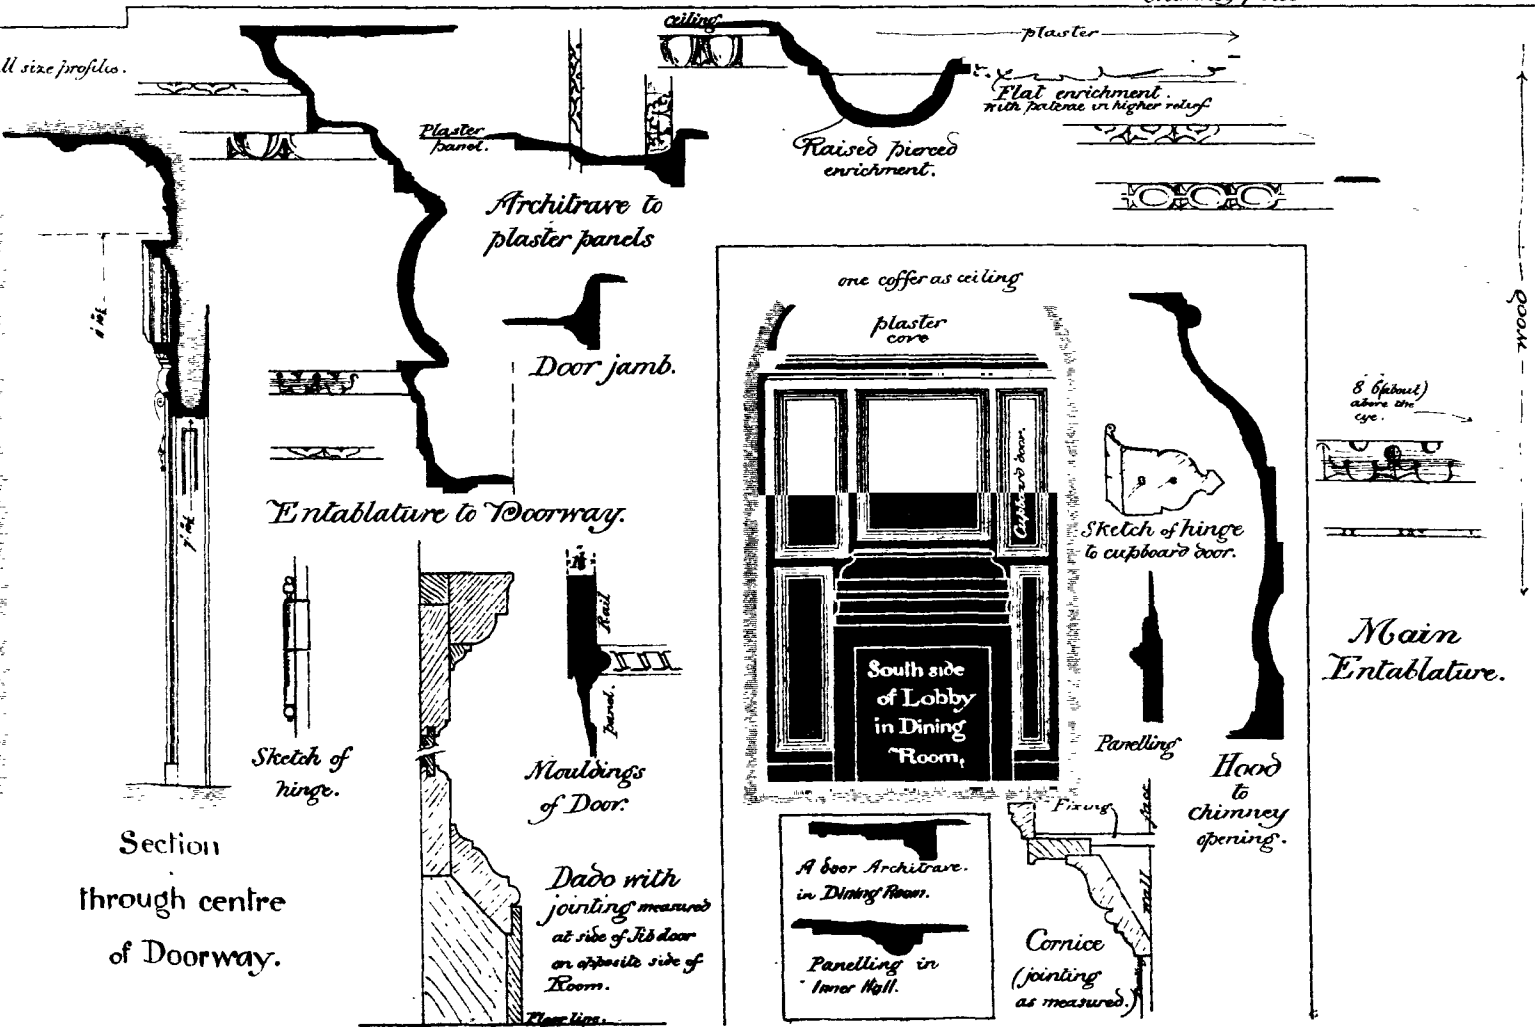 ll size profiles.
ceiling
plaster
Flat enrichment.
with paterae in higher relief
Raised pierced
enrichment.
Plaster
panel.
Architrave to
plaster panels
Door jamb.
Entablature to Doorway.
one coffer as ceiling
plaster
cove
Cupboard door.
South side
of Lobby
in Dining
Room.
Sketch of hinge
to cupboard door.
Panelling
Hood
to
chimney
opening.
Room
8' 6 (about)
above the
eye.
Main
Entablature.
Sketch of
hinge.
Rail
panel.
Mouldings
of Door.
Section
through centre
of Doorway.
Dado with
jointing measured
at side of Jib door
on opposite side of
Room.
Floor line.
A door Architrave.
in Dining Room.
Panelling in
Inner Hall.
Fixing
wall face
Cornice
(jointing
as measured.)